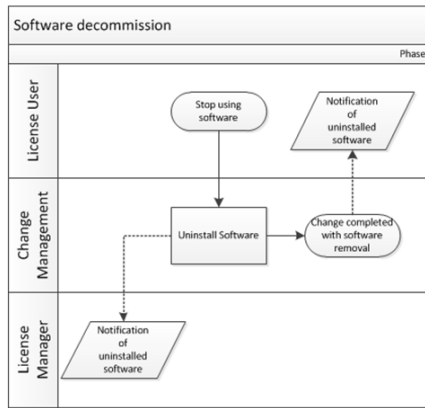 Software decommission
Phase
License User
Stop using
software
Notification
of
uninstalled
software
Change
Management
Uninstall Software
Change completed
with software
removal
License
Manager
Notification
of
uninstalled
software